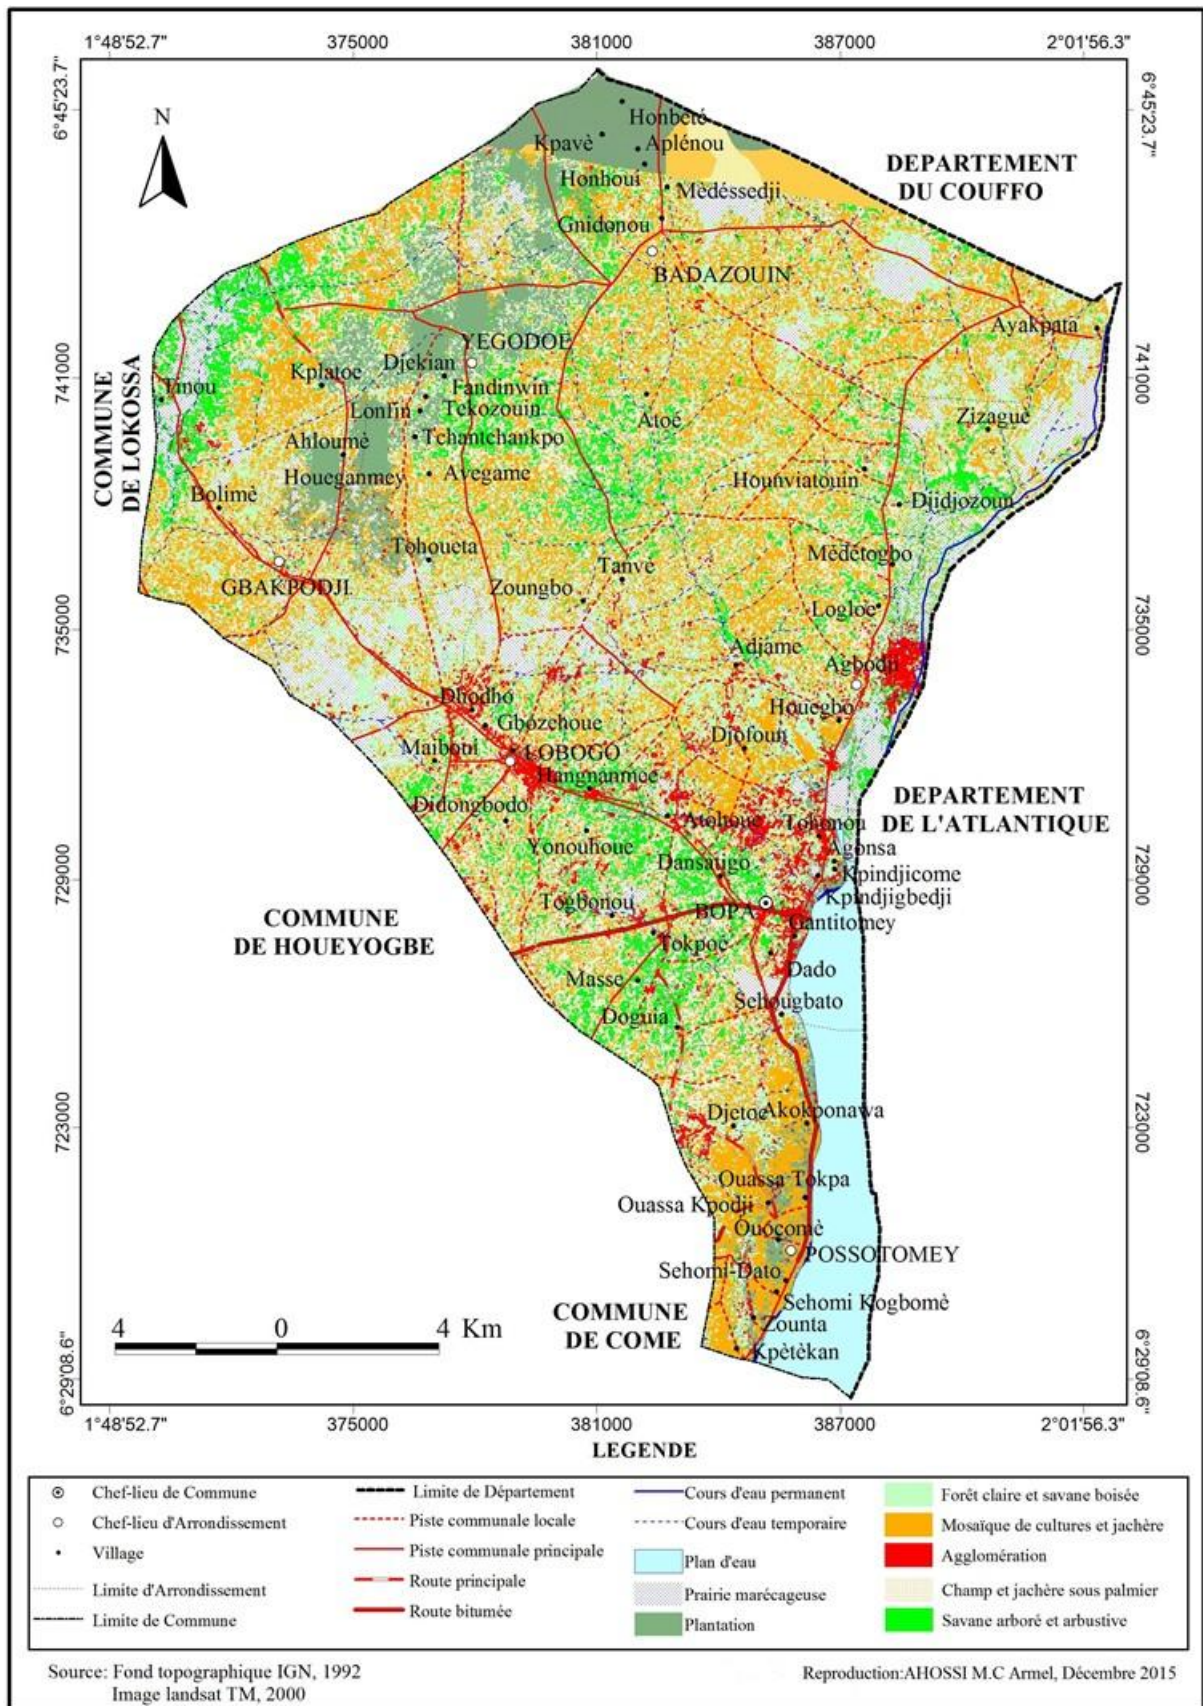 1°48'52.7" 375000 381000 387000 2°01'56.3"
6°45'23.7"
6°45'23.7"
N
Honbeté
Kpavè
Aplénou
Honhoui
DEPARTEMENT
DU COUFFO
Mèdéssedji
Gnidonou
BADAZOUIN
Ayakpata
YEGODOE
741000
741000
Djekian
Kplatoe
Tinou
Fandinwin
COMMUNE
DE LOKOSSA
Lonfin
Tekozouin
Atoé
Zizague
Tchantchankpo
Ahloumè
Houeganmey
Avegame
Hounviatouin
Bolimè
Djidjozoun
Tohoueta
Mèdétogbo
Tanve
GBAKPODJI
Zoungbo
Logloe
735000
735000
Adjame
Agbodji
Dhodho
Houegbo
Gbozehoue
Maiboui
LOBOGO
Djofoun
Hangnanmee
DEPARTEMENT
DE L'ATLANTIQUE
Didongbodo
Atohoue
Tohonou
Yonouhoue
Agonsa
Dansatigo
Kpindjicome
729000
729000
Kpindjigbedji
Togbonou
BOPA
COMMUNE
DE HOUEYOGBE
Gantitomey
Tokpoe
Dado
Masse
Sehougbato
Doguia
Djetoe
Akokponawa
723000
723000
Ouassa Tokpa
Ouassa Kpodji
Ouocomè
POSSOTOMEY
Sehomi-Dato
Sehomi Kogbomè
COMMUNE
DE COME
Zounta
4 0 4 Km
Kpètèkan
6°29'08.6"
6°29'08.6"
1°48'52.7" 375000 381000 387000 2°01'56.3"
LEGENDE
Chef-lieu de Commune
Chef-lieu d'Arrondissement
Village
Limite d'Arrondissement
Limite de Commune
Limite de Département
Piste communale locale
Piste communale principale
Route principale
Route bitumée
Cours d'eau permanent
Cours d'eau temporaire
Plan d'eau
Prairie marécageuse
Plantation
Forêt claire et savane boisée
Mosaïque de cultures et jachère
Agglomération
Champ et jachère sous palmier
Savane arboré et arbustive
Source: Fond topographique IGN, 1992
Image landsat TM, 2000
Reproduction:AHOSSI M.C Armel, Décembre 2015